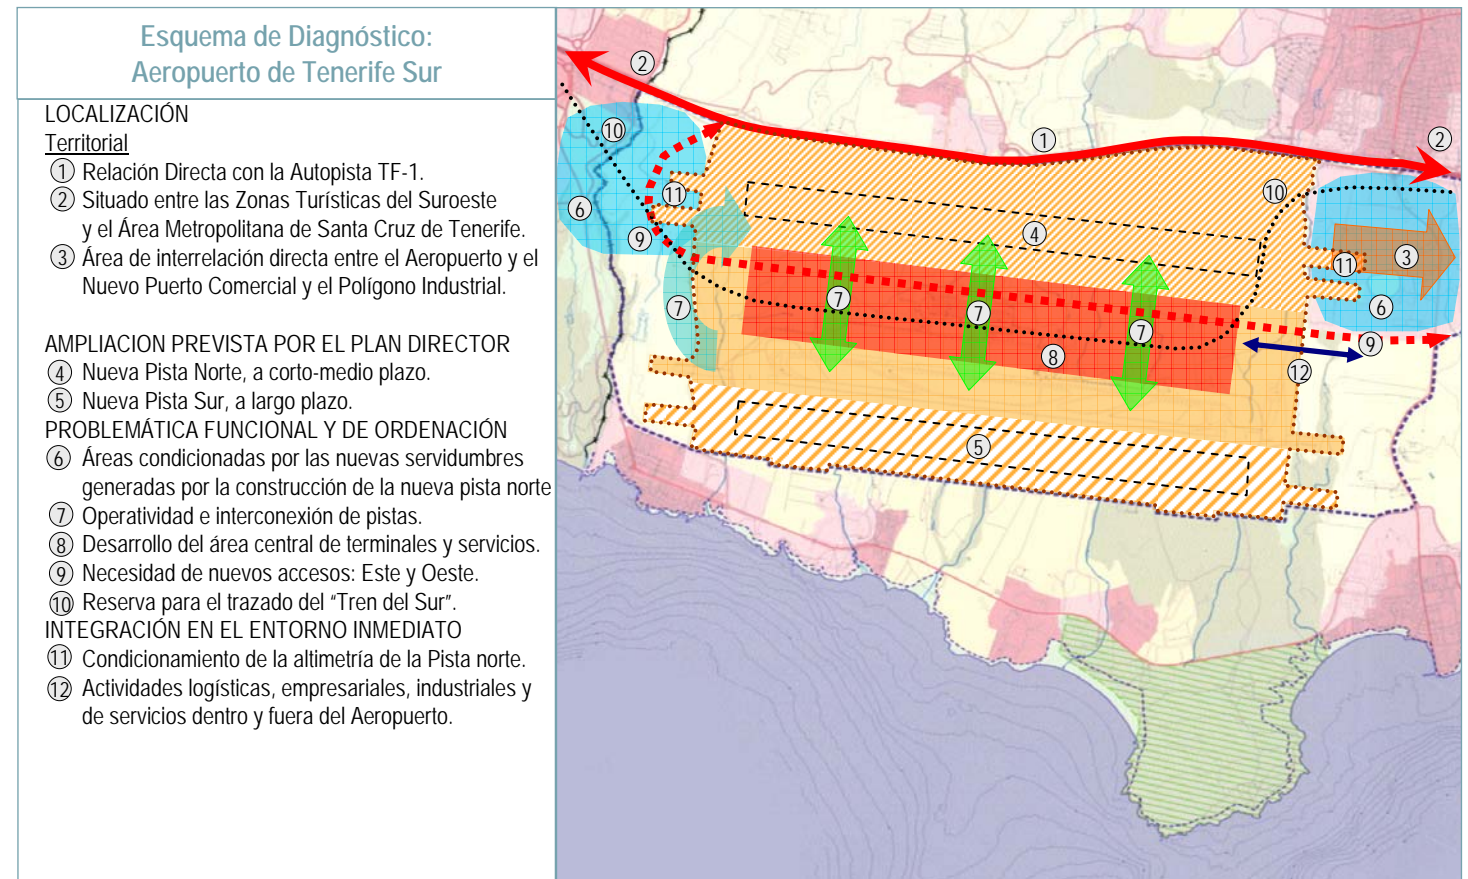 Esquema de Diagnóstico:
Aeropuerto de Tenerife Sur
LOCALIZACIÓN
Territorial
1 Relación Directa con la Autopista TF-1.
2 Situado entre las Zonas Turísticas del Suroeste
y el Área Metropolitana de Santa Cruz de Tenerife.
3 Área de interrelación directa entre el Aeropuerto y el
Nuevo Puerto Comercial y el Polígono Industrial.
AMPLIACION PREVISTA POR EL PLAN DIRECTOR
4 Nueva Pista Norte, a corto-medio plazo.
5 Nueva Pista Sur, a largo plazo.
PROBLEMÁTICA FUNCIONAL Y DE ORDENACIÓN
6 Áreas condicionadas por las nuevas servidumbres
generadas por la construcción de la nueva pista norte
7 Operatividad e interconexión de pistas.
8 Desarrollo del área central de terminales y servicios.
9 Necesidad de nuevos accesos: Este y Oeste.
10 Reserva para el trazado del “Tren del Sur”.
INTEGRACIÓN EN EL ENTORNO INMEDIATO
11 Condicionamiento de la altimetría de la Pista norte.
12 Actividades logísticas, empresariales, industriales y
de servicios dentro y fuera del Aeropuerto.
2
10
1
2
11
10
6
9
4
11
3
7
7
7
7
6
8
9
12
5